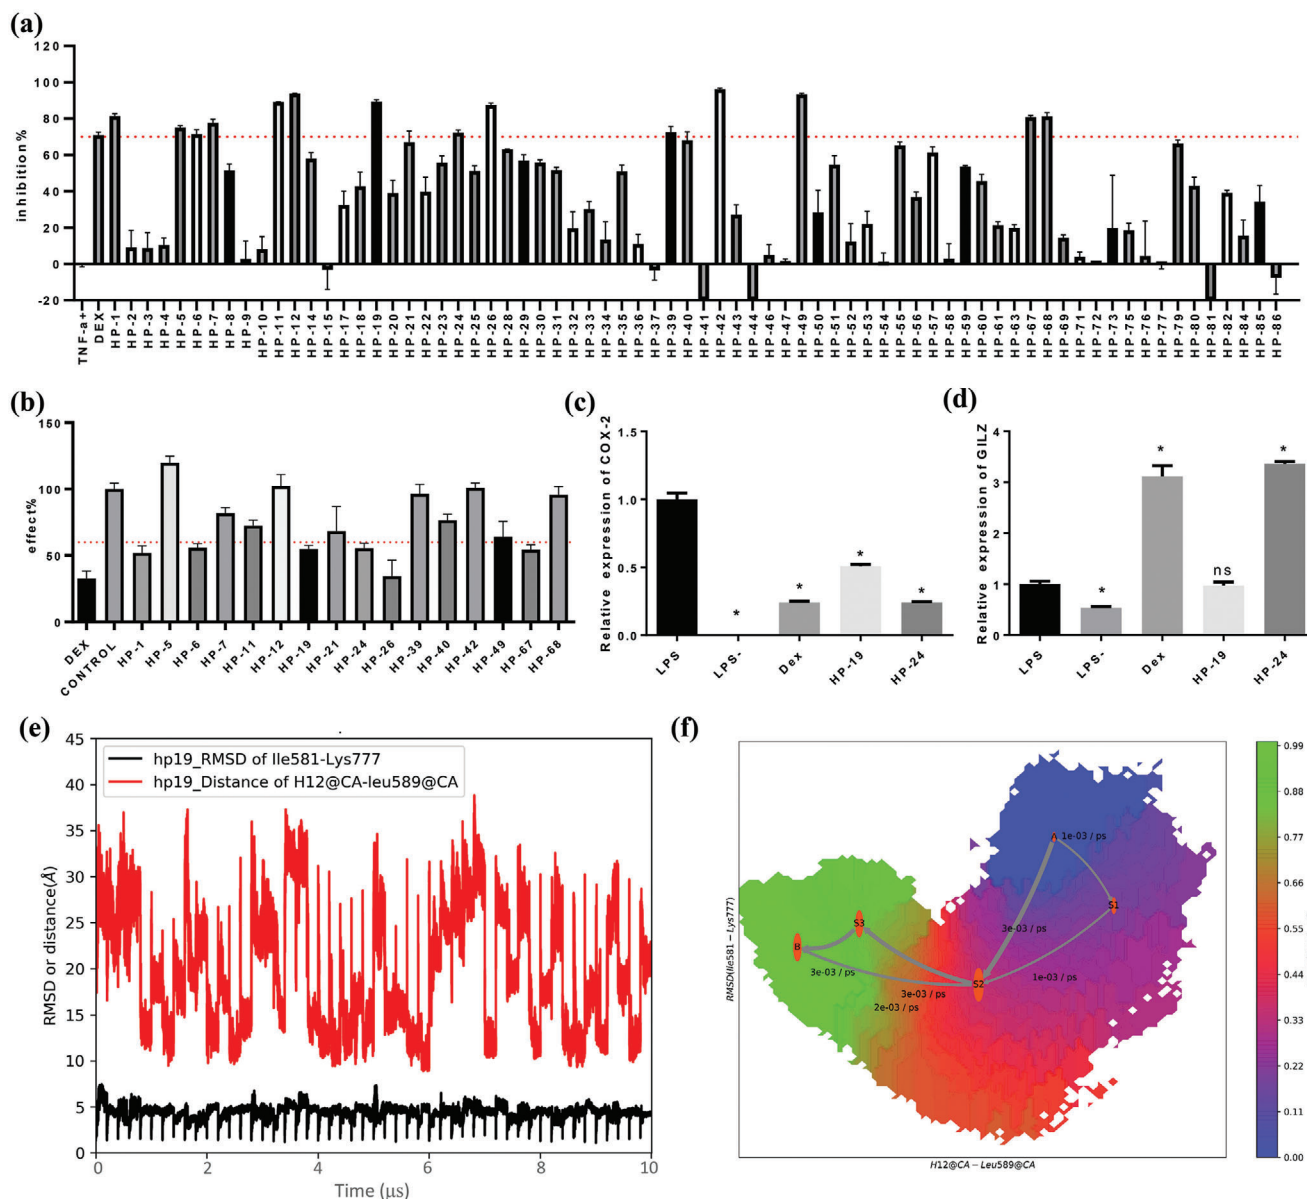 (a)
inhibition%
120
100
80
60
40
20
0
-20
TNF-a+
DEX
HP-1
HP-2
HP-3
HP-4
HP-5
HP-6
HP-7
HP-8
HP-9
HP-10
HP-11
HP-12
HP-14
HP-15
HP-17
HP-18
HP-19
HP-20
HP-21
HP-22
HP-23
HP-24
HP-25
HP-26
HP-28
HP-29
HP-30
HP-31
HP-32
HP-33
HP-34
HP-35
HP-36
HP-37
HP-39
HP-40
HP-41
HP-42
HP-43
HP-44
HP-46
HP-47
HP-49
HP-50
HP-51
HP-52
HP-53
HP-54
HP-55
HP-56
HP-57
HP-58
HP-59
HP-60
HP-61
HP-63
HP-67
HP-68
HP-69
HP-71
HP-72
HP-73
HP-75
HP-76
HP-77
HP-79
HP-80
HP-81
HP-82
HP-84
HP-85
HP-86
(b)
effect%
150
100
50
0
DEX
CONTROL
HP-1
HP-5
HP-6
HP-7
HP-11
HP-12
HP-19
HP-21
HP-24
HP-26
HP-39
HP-40
HP-42
HP-49
HP-67
HP-68
(c)
Relative expression of COX-2
1.5
1.0
0.5
0.0
*
*
*
*
LPS
LPS-
Dex
HP-19
HP-24
(d)
Relative expression of GILZ
4
3
2
1
0
*
*
ns
*
LPS
LPS-
Dex
HP-19
HP-24
(e)
RMSD or distance(Å)
45
40
35
30
25
20
15
10
5
0
hp19_RMSD of Ile581-Lys777
hp19_Distance of H12@CA-leu589@CA
0 2 4 6 8 10
Time (μs)
(f)
RMSD(Ile581 - Lys777)
A
1e-03 / ps
S1
S3
B
3e-03 / ps
3e-03 / ps
S2
1e-03 / ps
3e-03 / ps
2e-03 / ps
H12@CA - Leu589@CA
0.99
0.88
0.77
0.66
0.55
0.44
0.33
0.22
0.11
0.00